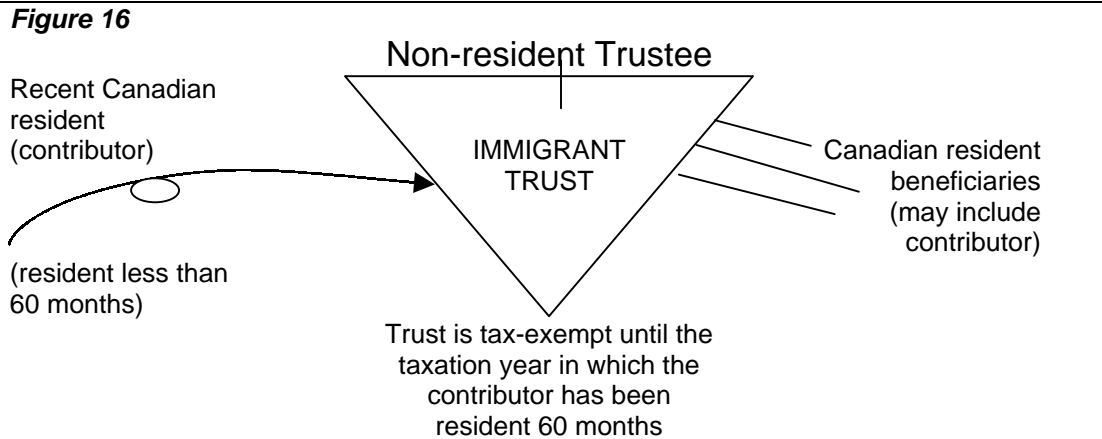 Figure 16
Non-resident Trustee
Recent Canadian
resident
(contributor)
IMMIGRANT
TRUST
Canadian resident
beneficiaries
(may include
contributor)
(resident less than
60 months)
Trust is tax-exempt until the
taxation year in which the
contributor has been
resident 60 months